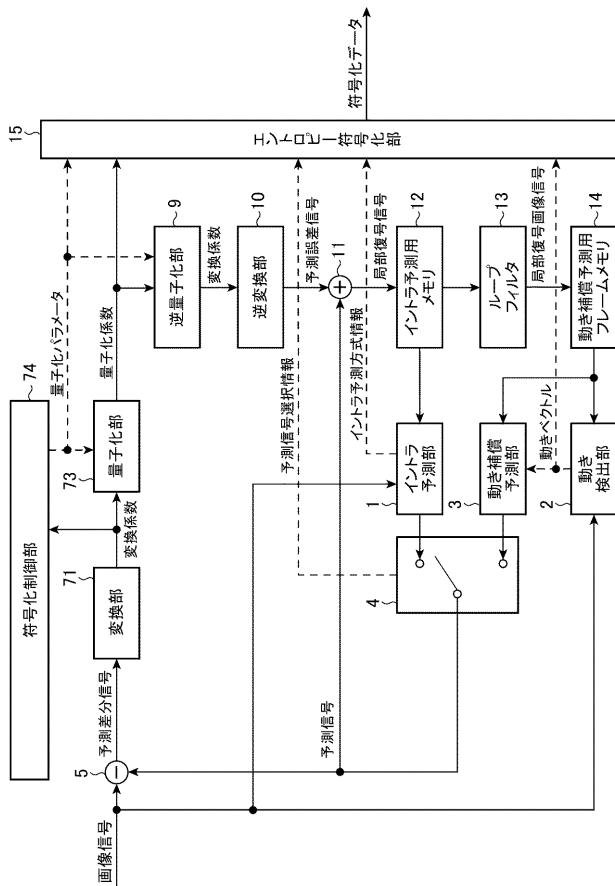 符号化制御部
74
画像信号
5
予測差分信号
71
変換部
変換係数
73
量子化部
量子化パラメータ
量子化係数
15
エントロピー符号化部
符号化データ
9
逆量子化部
変換係数
10
逆変換部
予測誤差信号
11
予測信号
予測信号選択情報
イントラ予測方式情報
局部復号信号
12
イントラ予測用
メモリ
4
1
イントラ
予測部
13
ループ
フィルタ
3
動き補償
予測部
局部復号画像信号
動きベクトル
2
動き
検出部
14
動き補償予測用
フレームメモリ